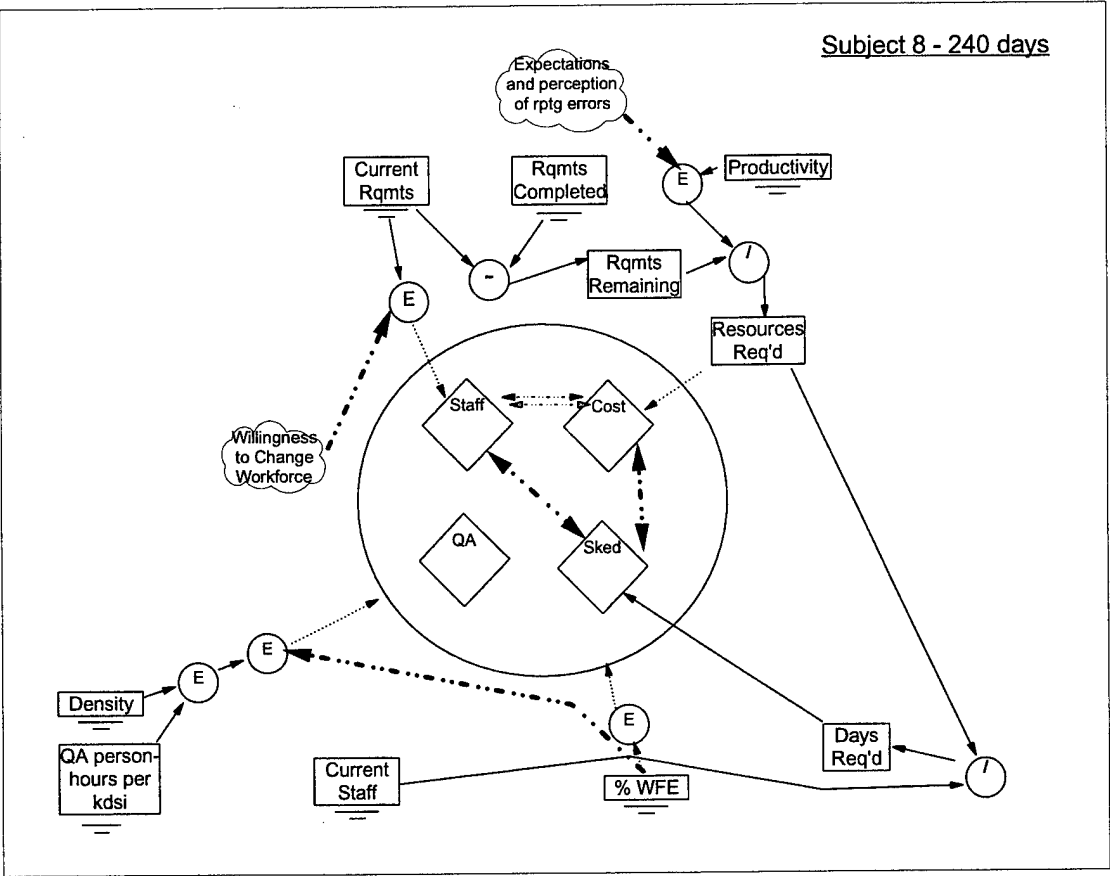 Subject 8 - 240 days
Expectations
and perception
of rptg errors
Current
Rqmts
Rqmts
Completed
E
Productivity
-
Rqmts
Remaining
/
E
Resources
Req'd
Staff
Cost
Willingness
to Change
Workforce
QA
Sked
E
E
Density
QA person-
hours per
kdsi
E
Current
Staff
% WFE
Days
Req'd
/